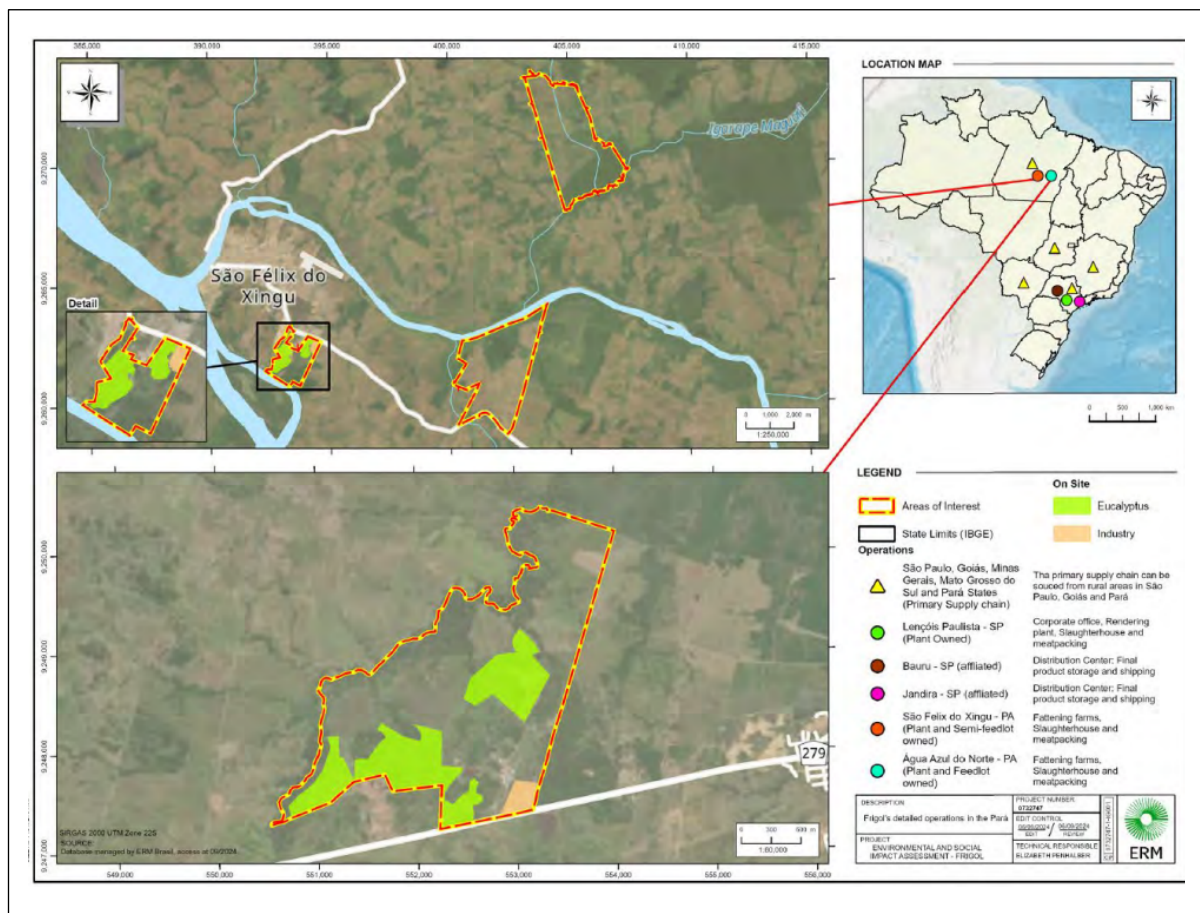 385,000 390,000 395,000 400,000 405,000 410,000 415,000
9,270,000
9,265,000
9,260,000
Igarape Maguari
São Félix do
Xingu
Detail
0 1,000 2,000 m
1:250,000
LOCATION MAP
0 500 1,000 km
9,250,000
9,249,000
9,248,000
9,247,000
279
SIRGAS 2000 UTM Zone 22S
SOURCE:
Database managed by ERM Brasil, access at 09/2024.
0 300 600 m
1:60,000
549,000 550,000 551,000 552,000 553,000 554,000 555,000 556,000
LEGEND
On Site
Areas of Interest
Eucalyptus
State Limits (IBGE)
Industry
Operations
São Paulo, Goiás, Minas
Gerais, Mato Grosso do
Sul and Pará States
(Primary Supply chain)
The primary supply chain can be
souced from rural areas in São
Paulo, Goiás and Pará
Lençóis Paulista - SP
(Plant Owned)
Corporate office, Rendering
plant, Slaughterhouse and
meatpacking
Bauru - SP (affliated)
Distribution Center: Final
product storage and shipping
Jandira - SP (affliated)
Distribution Center: Final
product storage and shipping
São Felix do Xingu - PA
(Plant and Semi-feedlot
owned)
Fattening farms,
Slaughterhouse and
meatpacking
Água Azul do Norte - PA
(Plant and Feedlot
owned)
Fattening farms,
Slaughterhouse and
meatpacking
DESCRIPTION
Frigol's detailed operations in the Pará
PROJECT
ENVIRONMENTAL AND SOCIAL
IMPACT ASSESSMENT - FRIGOL
PROJECT NUMBER
0732747
EDIT CONTROL
EDIT REVIEW
TECHNICAL RESPONSIBLE
ELIZABETH PENHALBER
ERM